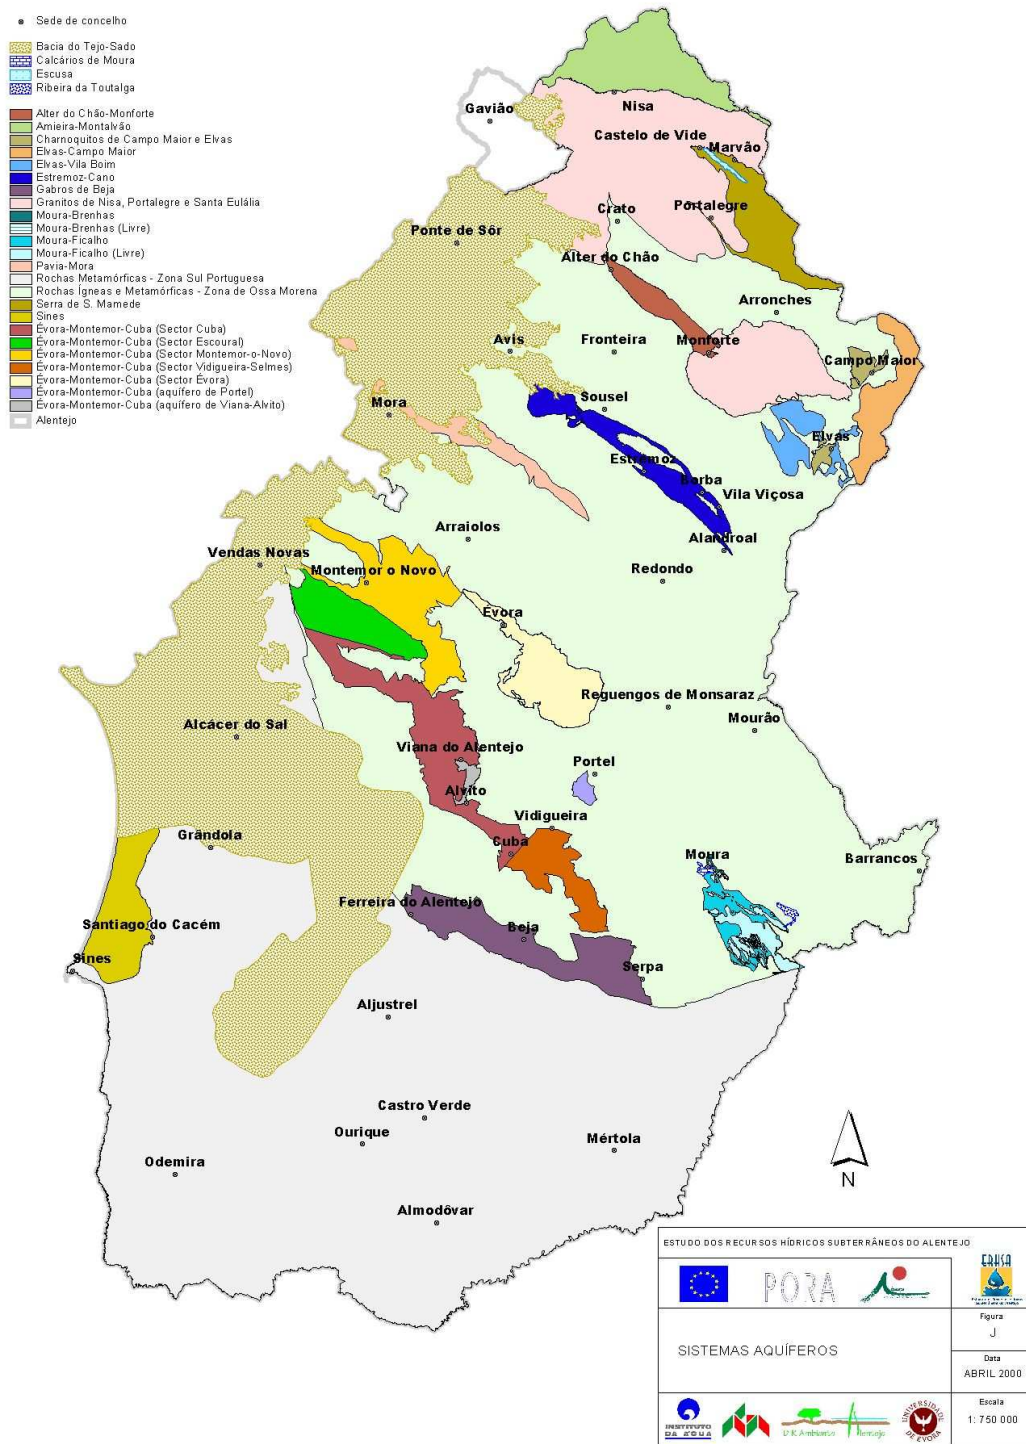 Sede de concelho
Bacia do Tejo-Sado
Calcários de Moura
Escusa
Ribeira da Toutalga
Alter do Chão-Monforte
Amieira-Montalvão
Charnoquitos de Campo Maior e Elvas
Elvas-Campo Maior
Elvas-Vila Boim
Estremoz-Cano
Gabros de Beja
Granitos de Nisa, Portalegre e Santa Eulália
Moura-Brenhas
Moura-Brenhas (Livre)
Moura-Ficalho
Moura-Ficalho (Livre)
Pavia-Mora
Rochas Metamórficas - Zona Sul Portuguesa
Rochas Ígneas e Metamórficas - Zona de Ossa Morena
Serra de S. Mamede
Sines
Évora-Montemor-Cuba (Sector Cuba)
Évora-Montemor-Cuba (Sector Escoural)
Évora-Montemor-Cuba (Sector Montemor-o-Novo)
Évora-Montemor-Cuba (Sector Vidigueira-Selmes)
Évora-Montemor-Cuba (Sector Évora)
Évora-Montemor-Cuba (aquífero de Portel)
Évora-Montemor-Cuba (aquífero de Viana-Alvito)
Alentejo
Gavião
Nisa
Castelo de Vide
Marvão
Crato
Portalegre
Ponte de Sôr
Alter do Chão
Arronches
Avis
Fronteira
Monforte
Campo Maior
Mora
Sousel
Elvas
Estremoz
Borba
Vila Viçosa
Arraiolos
Alandroal
Vendas Novas
Montemor o Novo
Redondo
Évora
Reguengos de Monsaraz
Mourão
Alcácer do Sal
Viana do Alentejo
Portel
Alvito
Vidigueira
Grândola
Cuba
Moura
Barrancos
Ferreira do Alentejo
Santiago do Cacém
Beja
Sines
Serpa
Aljustrel
Castro Verde
Ourique
Mértola
Odemira
Almodôvar
N
ESTUDO DOS RECURSOS HÍDRICOS SUBTERRÂNEOS DO ALENTEJO
PORA
ERHSA
Figura
J
SISTEMAS AQUÍFEROS
Data
ABRIL 2000
Escala
1: 750 000
INSTITUTO
DA ÁGUA
D R Ambiente Alentejo
UNIVERSIDADE
DE ÉVORA